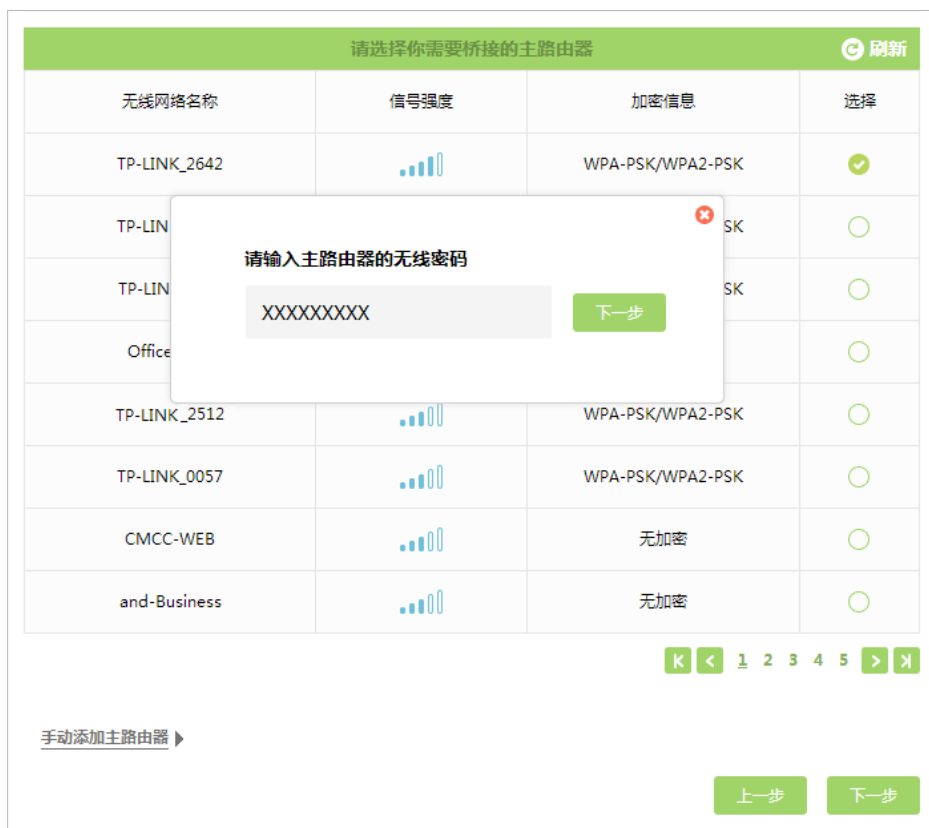 请选择你需要桥接的主路由器 刷新
无线网络名称 信号强度 加密信息 选择
TP-LINK_2642 WPA-PSK/WPA2-PSK
TP-LIN SK
请输入主路由器的无线密码
TP-LIN SK
XXXXXXXXX 下一步
Office
TP-LINK_2512 WPA-PSK/WPA2-PSK
TP-LINK_0057 WPA-PSK/WPA2-PSK
CMCC-WEB 无加密
and-Business 无加密
1 2 3 4 5
手动添加主路由器
上一步 下一步